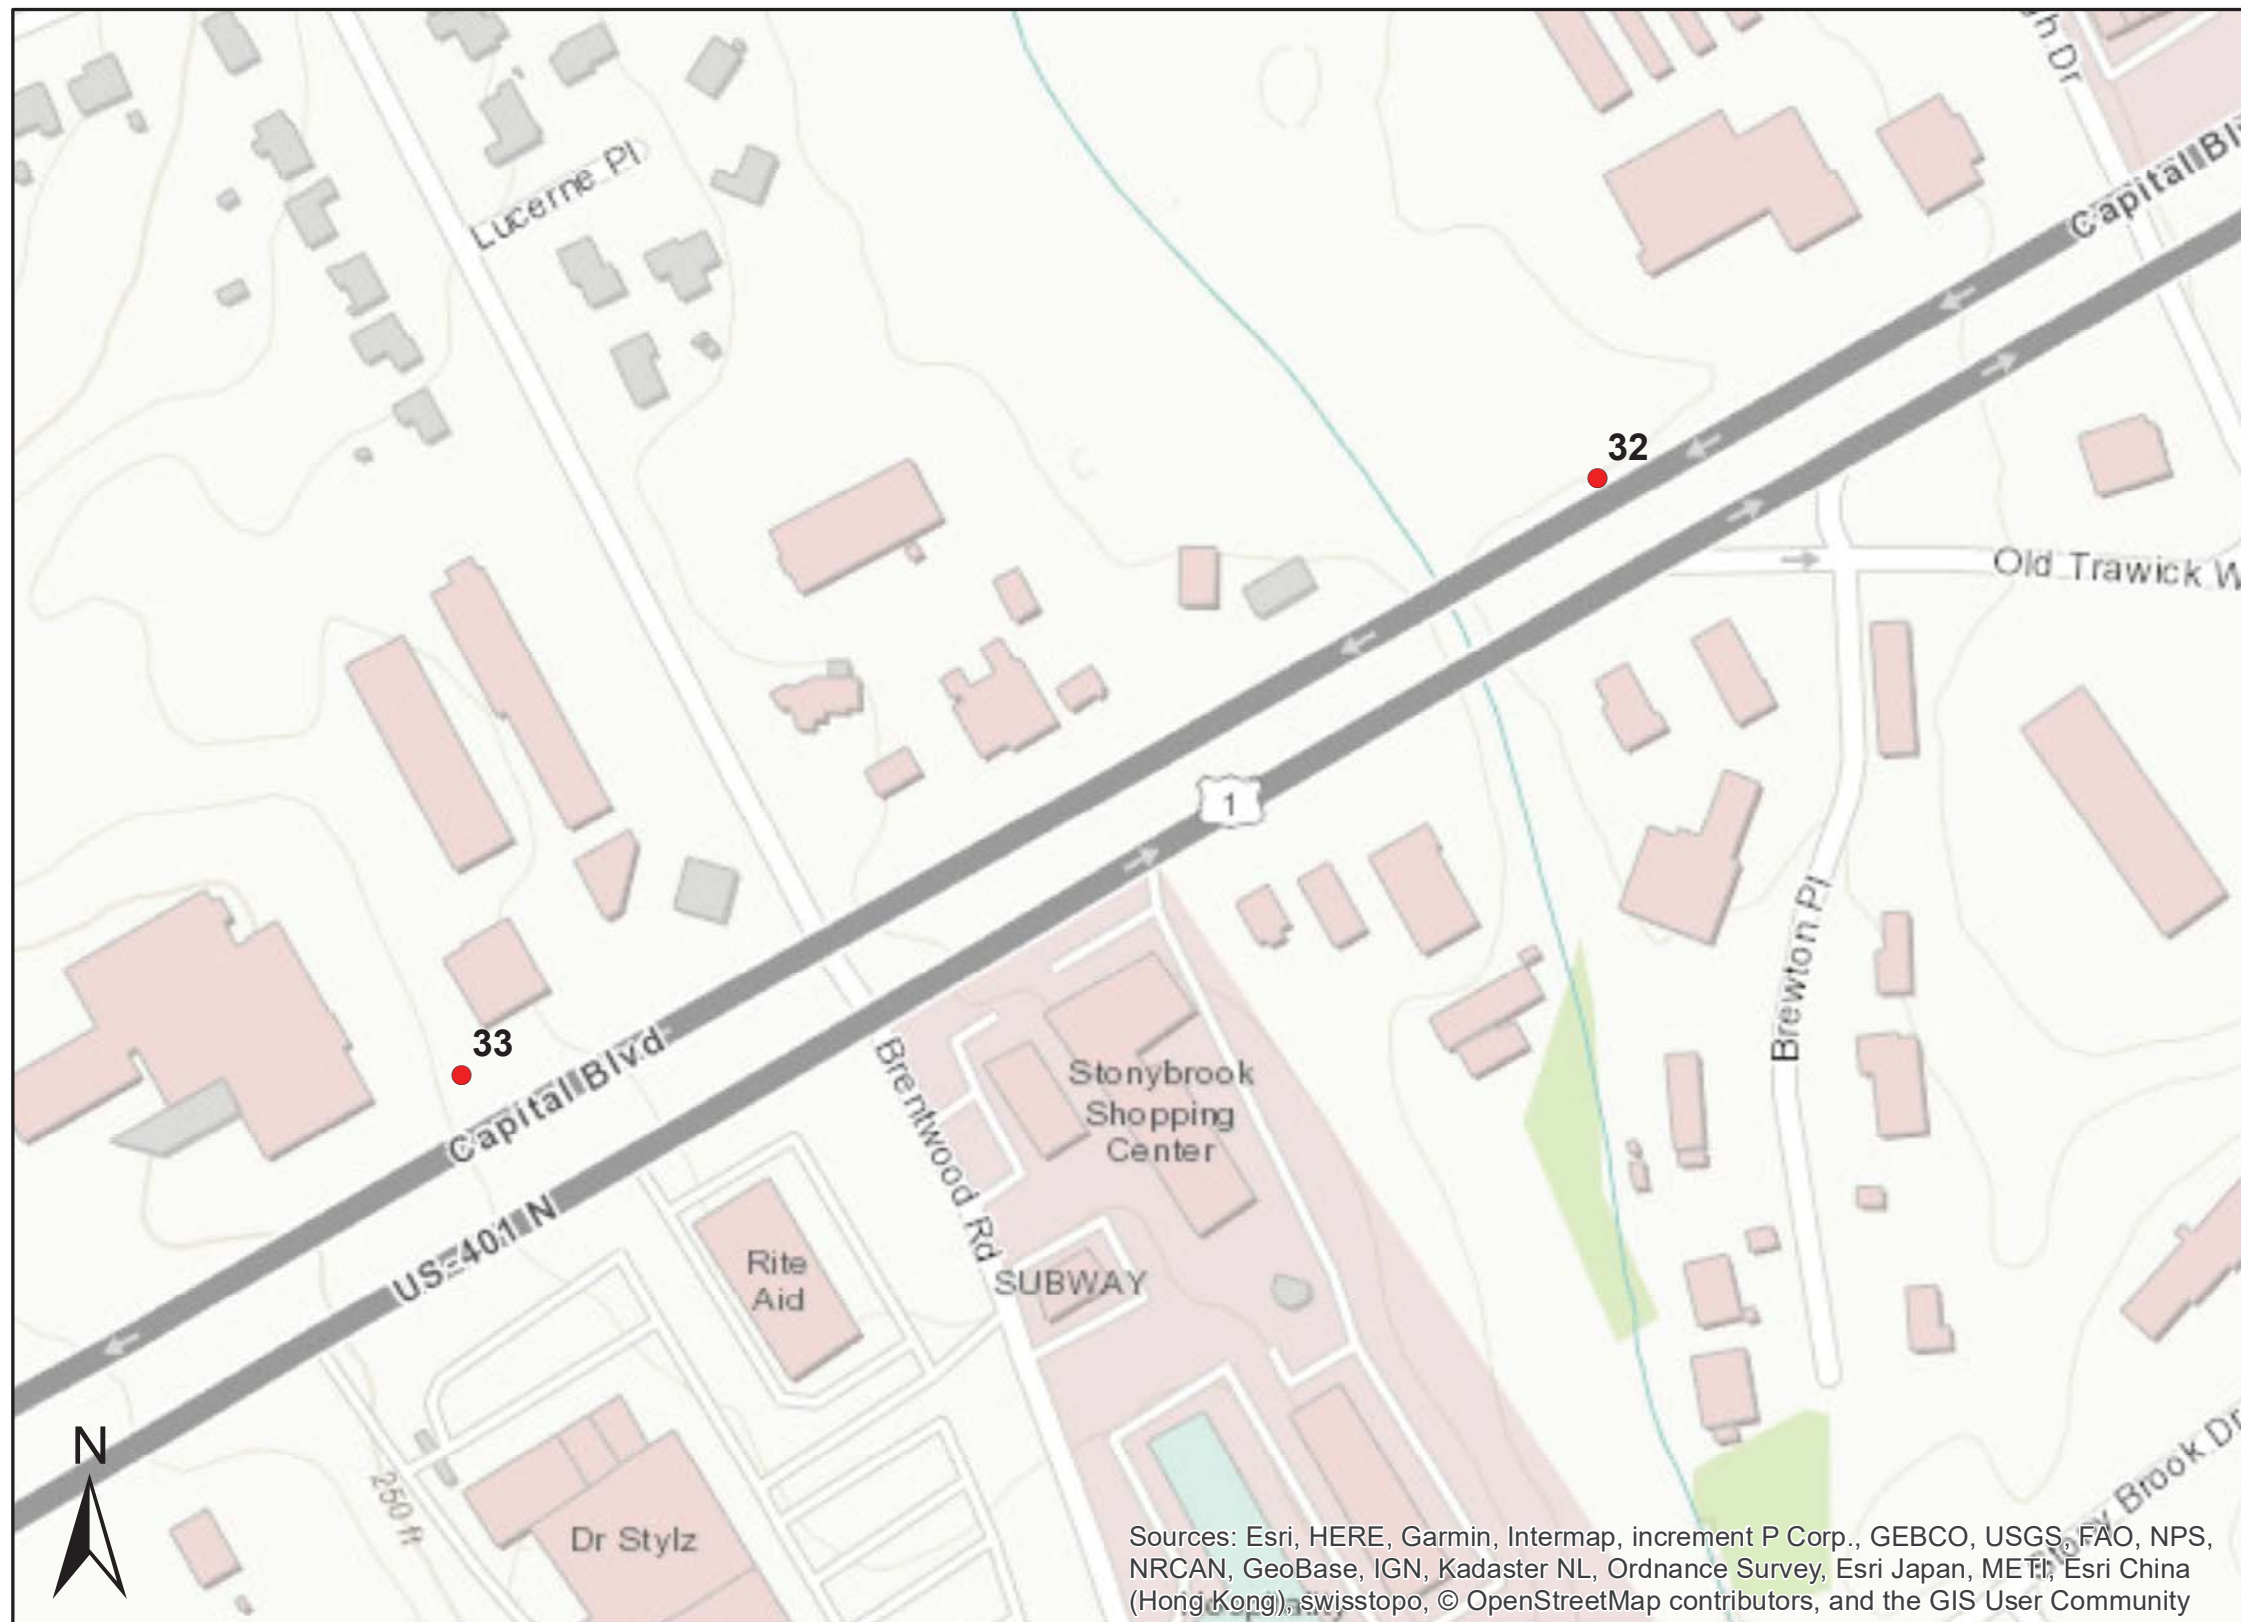 h Dr
Capital Bl
Lucerne Pl
32
Old Trawick W
1
Brewton Pl
33
Capital Blvd
Brentwood Rd
Stonybrook
Shopping
Center
US-401 N
Rite
Aid
SUBWAY
N
250 ft
Dr Stylz
Brook Dr
Sources: Esri, HERE, Garmin, Intermap, increment P Corp., GEBCO, USGS, FAO, NPS,
NRCAN, GeoBase, IGN, Kadaster NL, Ordnance Survey, Esri Japan, METI, Esri China
(Hong Kong), swisstopo, © OpenStreetMap contributors, and the GIS User Community